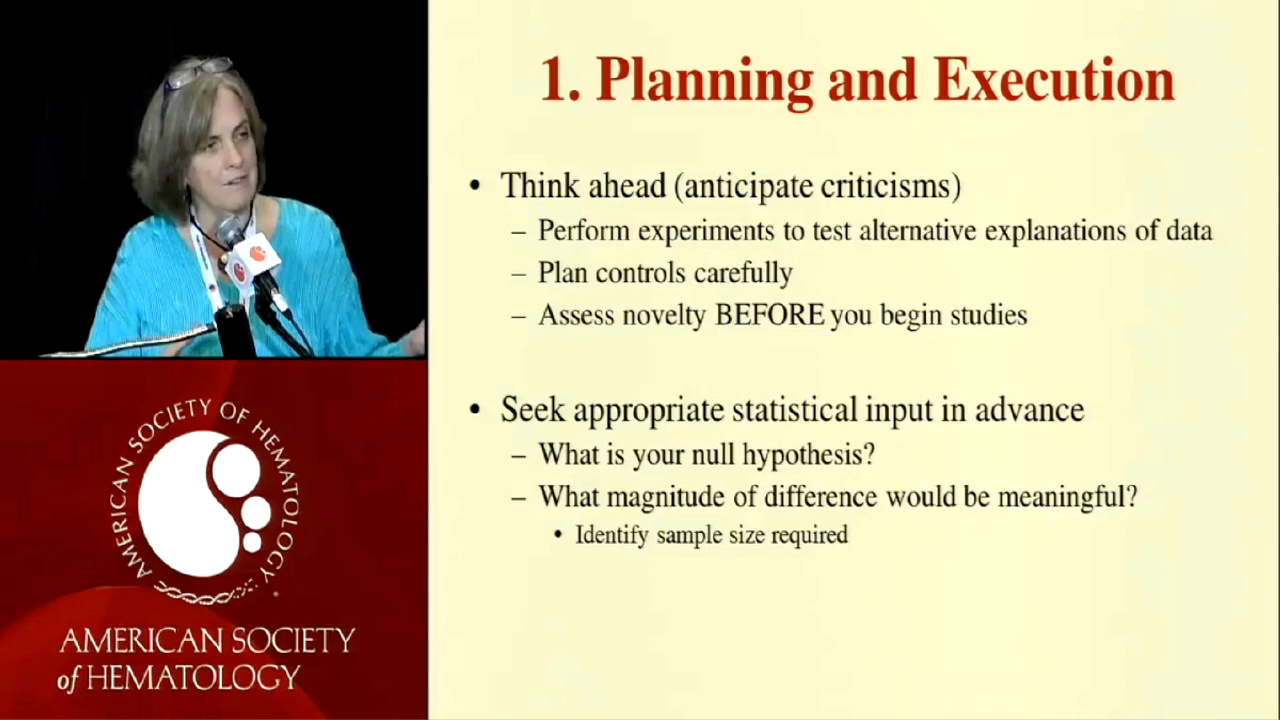 1. Planning and Execution
• Think ahead (anticipate criticisms)
– Perform experiments to test alternative explanations of data
– Plan controls carefully
– Assess novelty BEFORE you begin studies
• Seek appropriate statistical input in advance
– What is your null hypothesis?
– What magnitude of difference would be meaningful?
• Identify sample size required
AMERICAN SOCIETY OF HEMATOLOGY
AMERICAN SOCIETY
of HEMATOLOGY